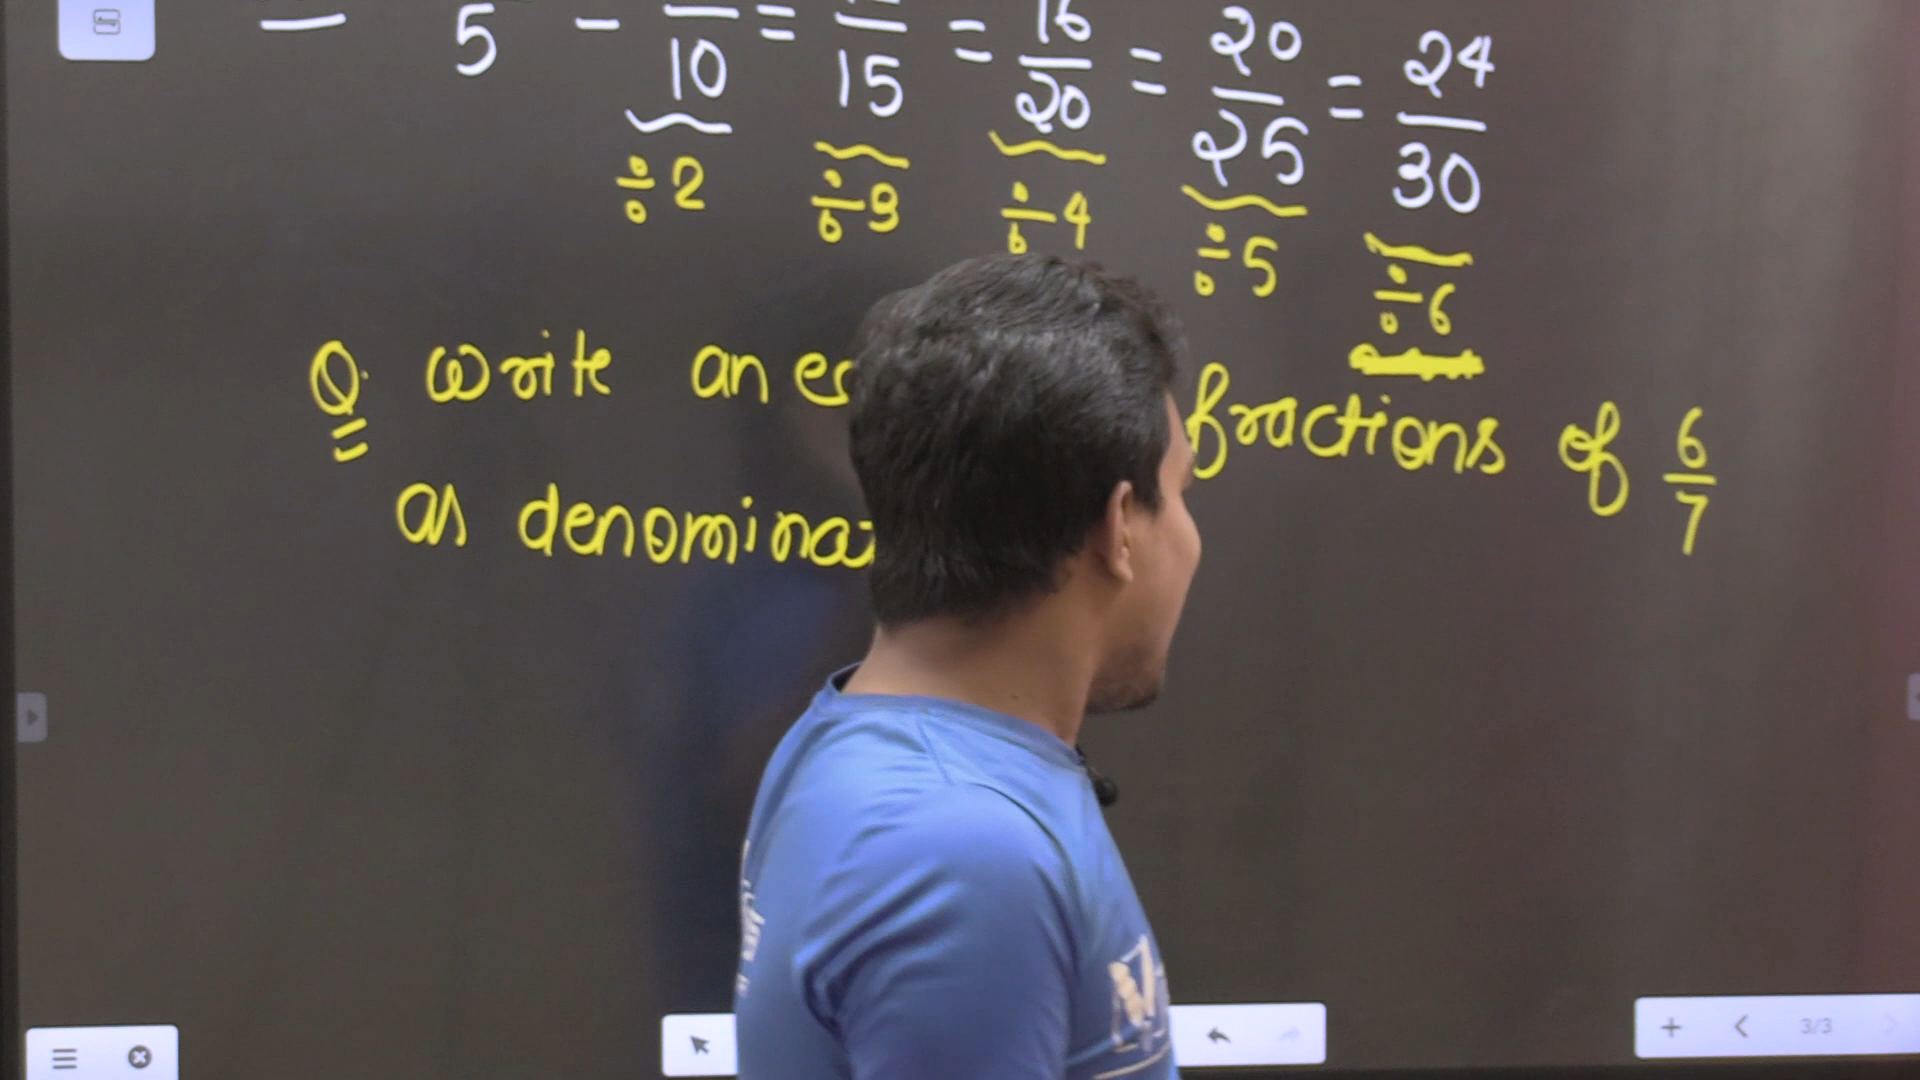 5 = 10 = 15 = 16/20 = 20/25 = 24/30
÷2 ÷3 ÷4 ÷5 ÷6
Q. Write an fractions of 6/7
as
3/3